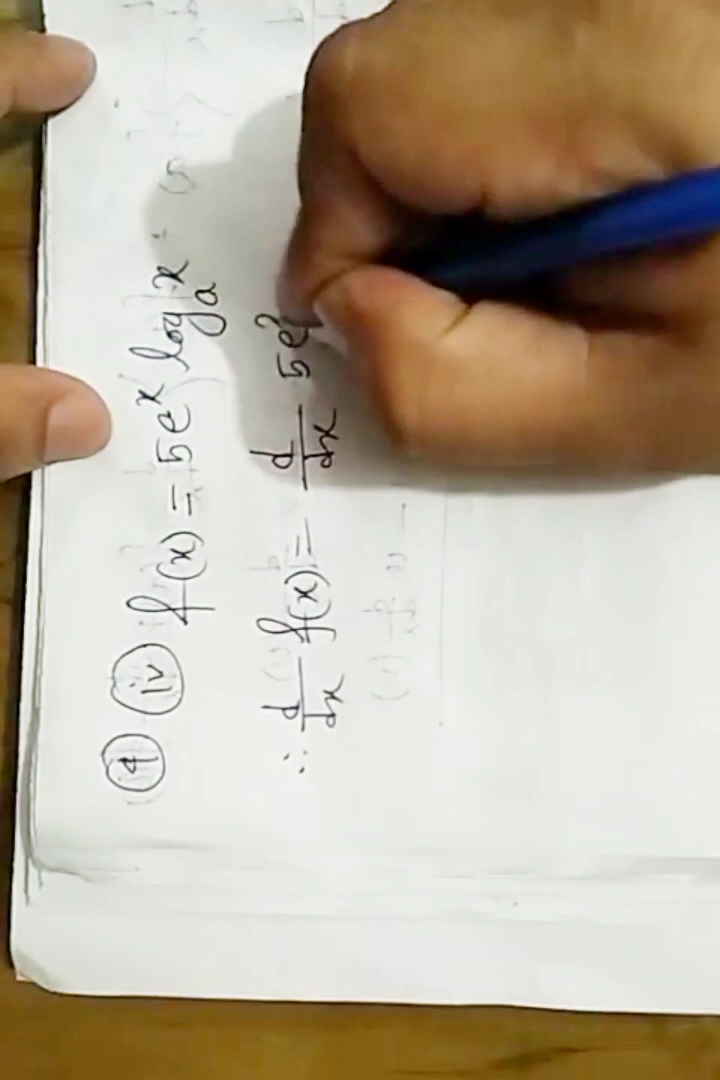 ④ (iv) f(x) = 5eˣ logₐx
∴ d/dx f(x) = d/dx 5eˣ